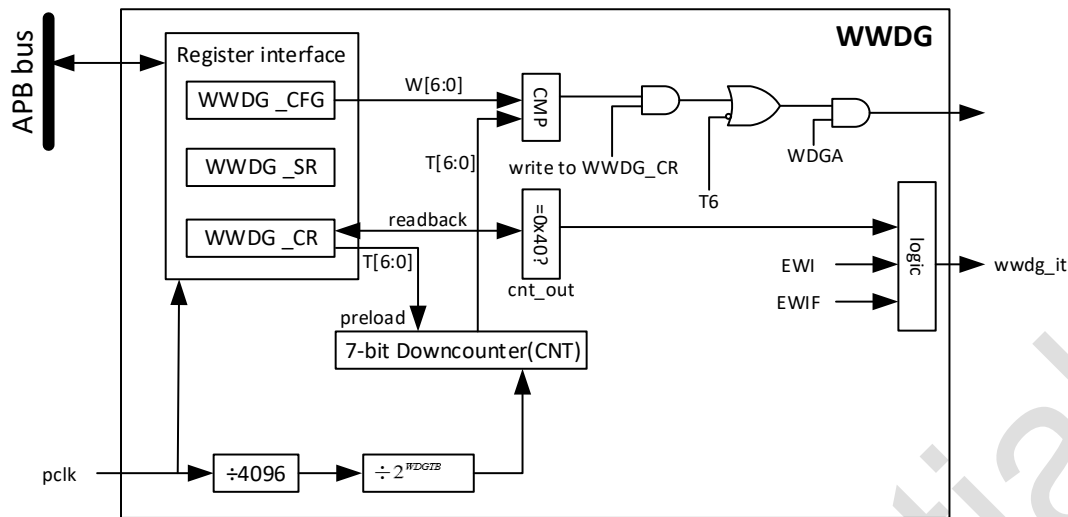 WWDG
APB bus
Register interface
WWDG _CFG
W[6:0]
CMP
WWDG _SR
T[6:0]
write to WWDG_CR
WDGA
T6
WWDG _CR
readback
=0x40?
T[6:0]
cnt_out
logic
EWI
wwdg_it
EWIF
preload
7-bit Downcounter(CNT)
pclk
÷4096
÷2^WDGTB
tial